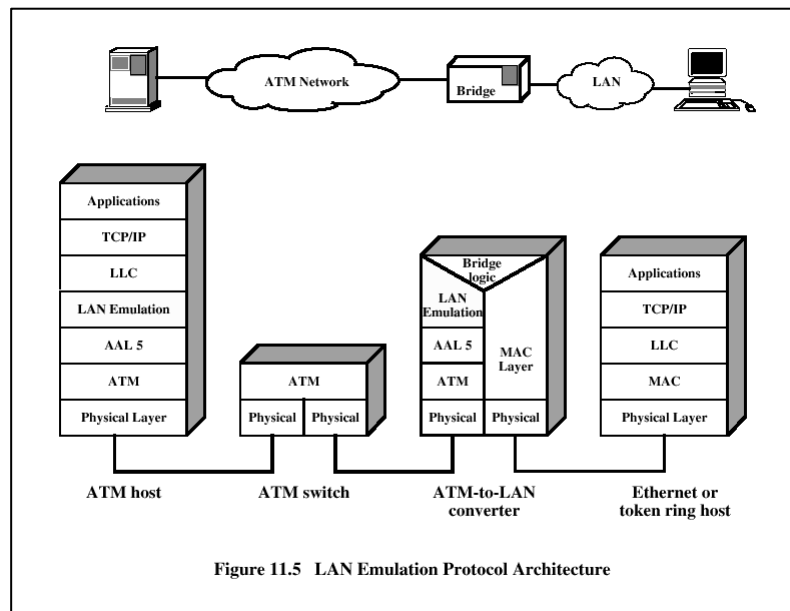 ATM Network
Bridge
LAN
Applications
TCP/IP
LLC
LAN Emulation
AAL 5
ATM
Physical Layer
ATM host
ATM
Physical Physical
ATM switch
Bridge
logic
LAN
Emulation
AAL 5
ATM
Physical
MAC
Layer
Physical
ATM-to-LAN
converter
Applications
TCP/IP
LLC
MAC
Physical Layer
Ethernet or
token ring host
Figure 11.5 LAN Emulation Protocol Architecture